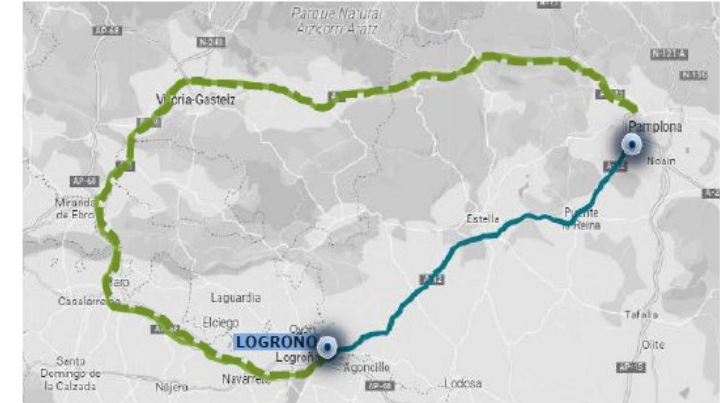 Parque Natural
Aizkorri-Aratz
AP-68
N-240
N-121-A
N-135
Vitoria-Gasteiz
Pamplona
Noain
AP-68
Miranda
de Ebro
Estella
Puente
la Reina
A-12
Haro
Casalarreina
Laguardia
Elciego
Oyón
LOGROÑO
Logroño
Agoncillo
Navarrete
Nájera
Santo
Domingo de
la Calzada
AP-68
Lodosa
Tafalla
Olite
AP-15